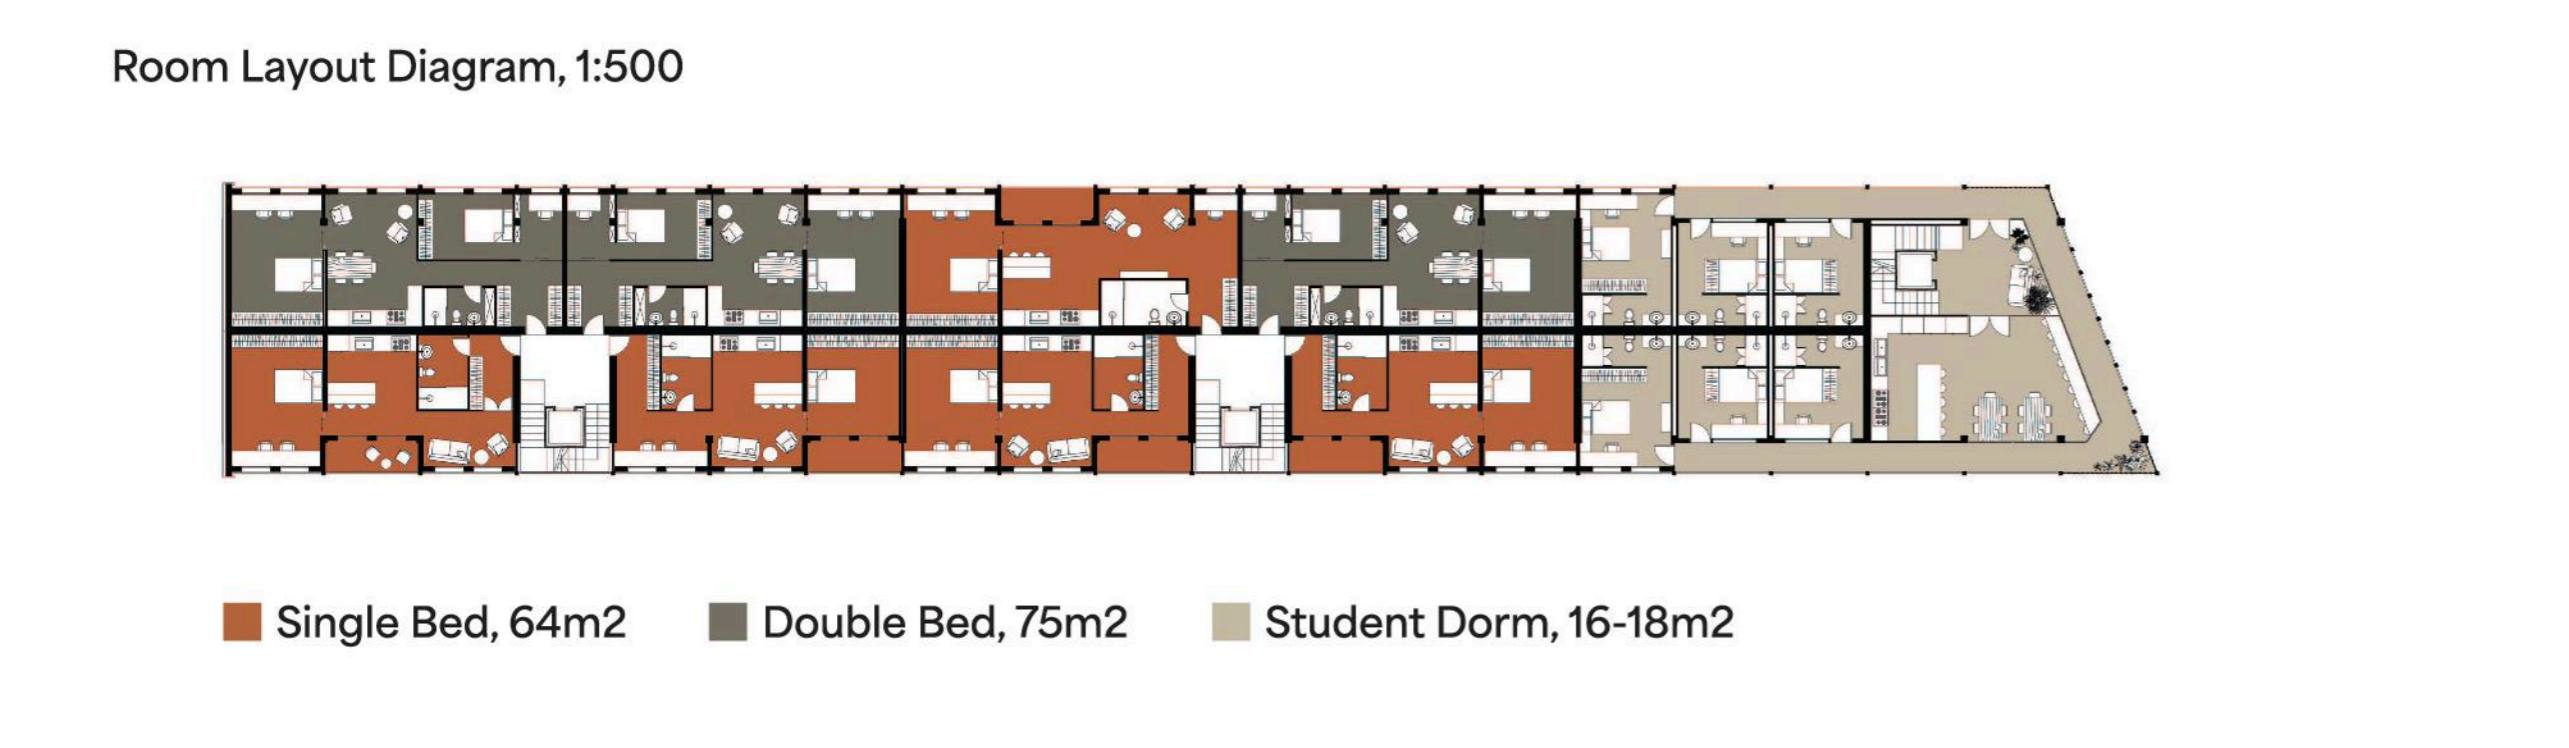 Room Layout Diagram, 1:500
Single Bed, 64m2
Double Bed, 75m2
Student Dorm, 16-18m2